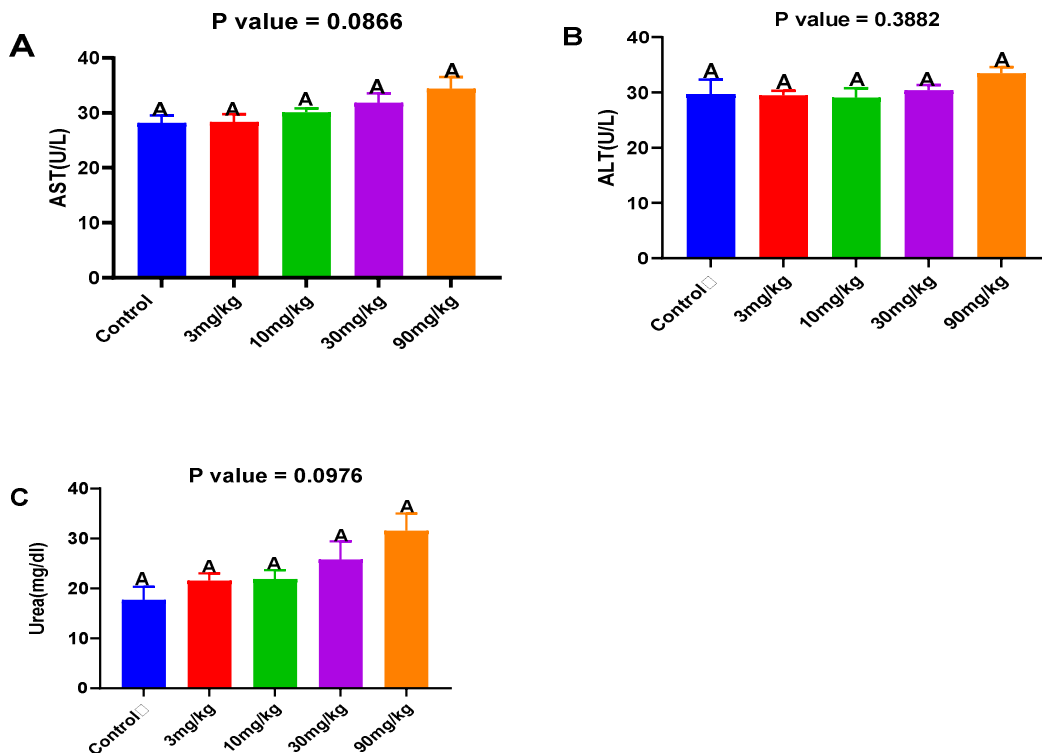 A
P value = 0.0866
AST(U/L)
40
30
20
10
0
A
A
A
A
A
Control
3mg/kg
10mg/kg
30mg/kg
90mg/kg
B
P value = 0.3882
ALT(U/L)
40
30
20
10
0
A
A
A
A
A
Control□
3mg/kg
10mg/kg
30mg/kg
90mg/kg
C
P value = 0.0976
Urea(mg/dl)
40
30
20
10
0
A
A
A
A
A
Control□
3mg/kg
10mg/kg
30mg/kg
90mg/kg